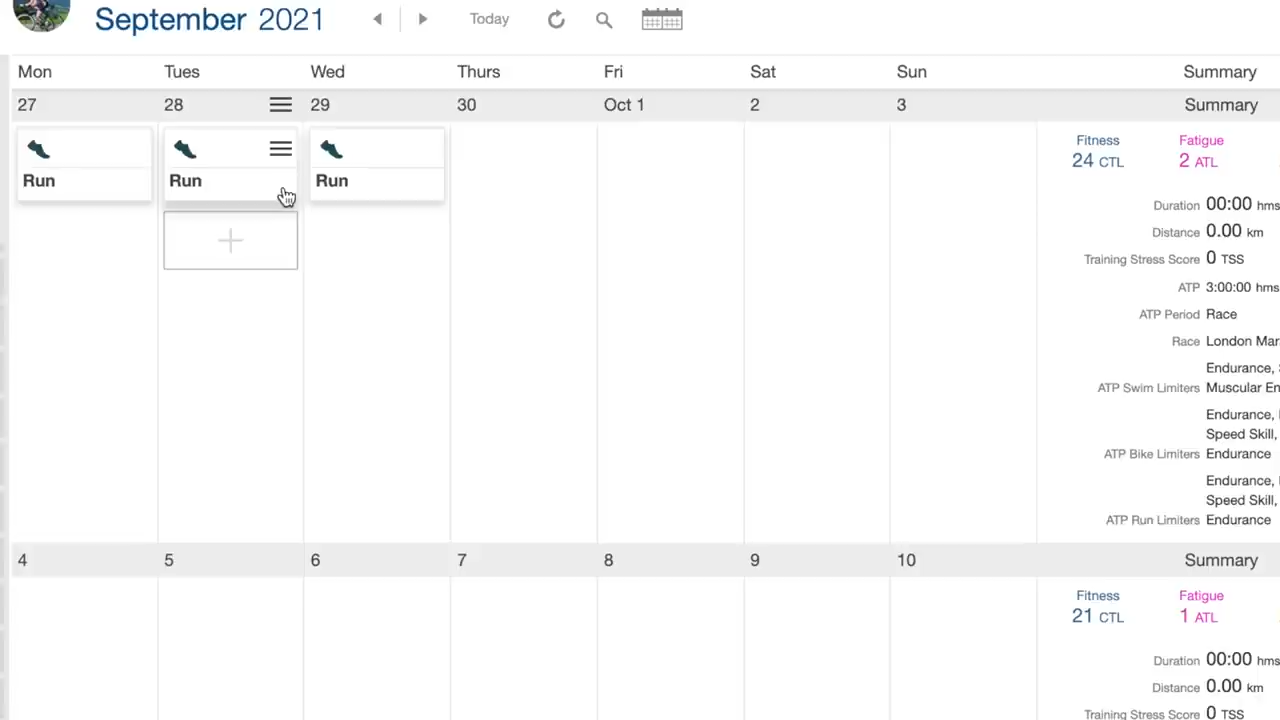 September 2021
Today
Mon Tues Wed Thurs Fri Sat Sun Summary
27 28 29 30 Oct 1 2 3 Summary
Run Run Run
Fitness Fatigue
24 CTL 2 ATL
Duration 00:00 hms
Distance 0.00 km
Training Stress Score 0 TSS
ATP 3:00:00 hms
ATP Period Race
Race London Mar
Endurance,
ATP Swim Limiters Muscular En
Endurance,
Speed Skill,
ATP Bike Limiters Endurance
Endurance,
Speed Skill,
ATP Run Limiters Endurance
4 5 6 7 8 9 10 Summary
Fitness Fatigue
21 CTL 1 ATL
Duration 00:00 hms
Distance 0.00 km
Training Stress Score 0 TSS